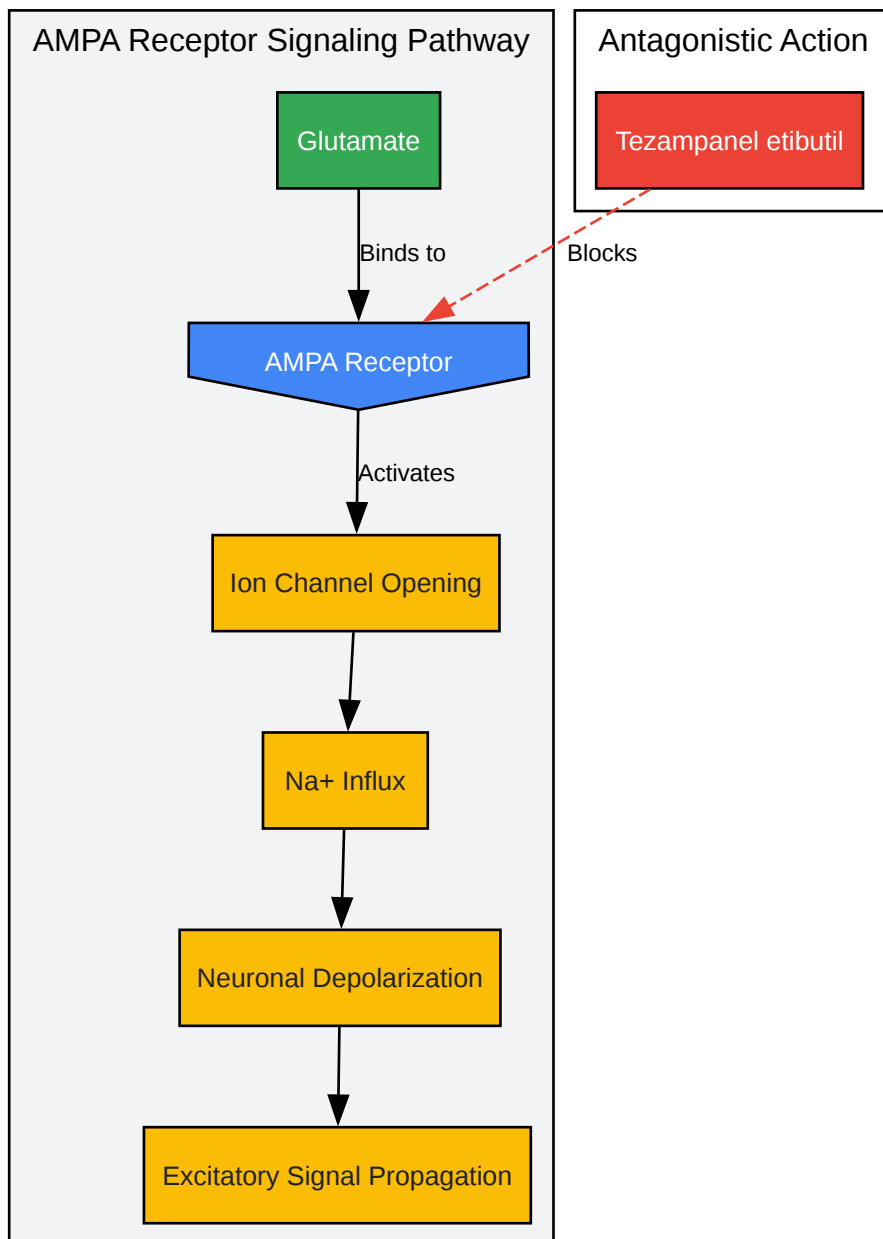 AMPA Receptor Signaling Pathway
Antagonistic Action
Glutamate
Tezampanel etibutil
Binds to
Blocks
AMPA Receptor
Activates
Ion Channel Opening
Na+ Influx
Neuronal Depolarization
Excitatory Signal Propagation